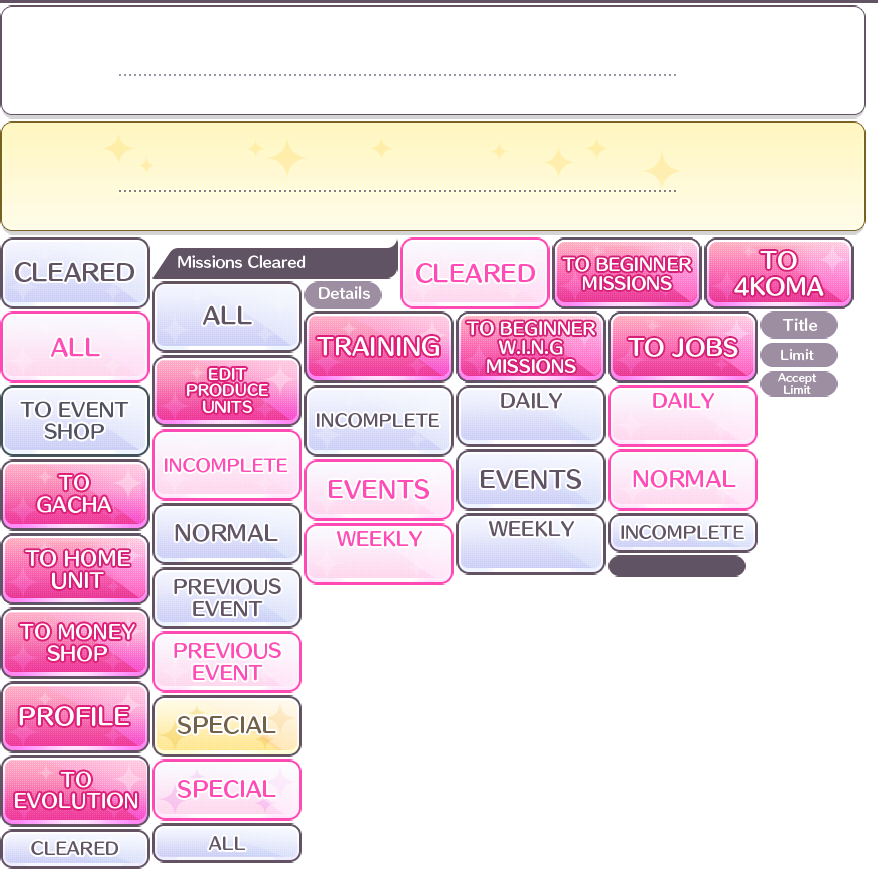 CLEARED
Missions Cleared
CLEARED
TO BEGINNER
MISSIONS
TO
4KOMA
ALL
ALL
Details
TRAINING
TO BEGINNER
W.I.N.G
MISSIONS
TO JOBS
Title
Limit
Accept
Limit
TO EVENT
SHOP
EDIT
PRODUCE
UNITS
INCOMPLETE
DAILY
DAILY
TO
GACHA
INCOMPLETE
EVENTS
EVENTS
NORMAL
TO HOME
UNIT
NORMAL
WEEKLY
WEEKLY
INCOMPLETE
TO MONEY
SHOP
PREVIOUS
EVENT
PROFILE
PREVIOUS
EVENT
SPECIAL
TO
EVOLUTION
SPECIAL
CLEARED
ALL